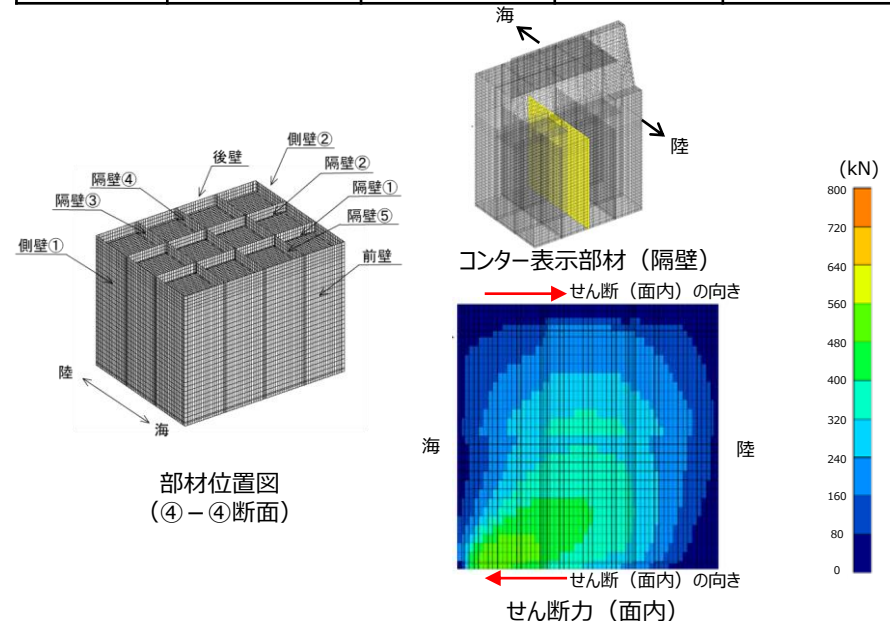 海
陸
コンター表示部材（隔壁）
後壁
側壁②
隔壁②
隔壁④
隔壁①
隔壁③
隔壁⑤
側壁①
前壁
陸
海
部材位置図
（④－④断面）
せん断（面内）の向き
海
陸
せん断（面内）の向き
せん断力（面内）
(kN)
800
720
640
560
480
400
320
240
160
80
0